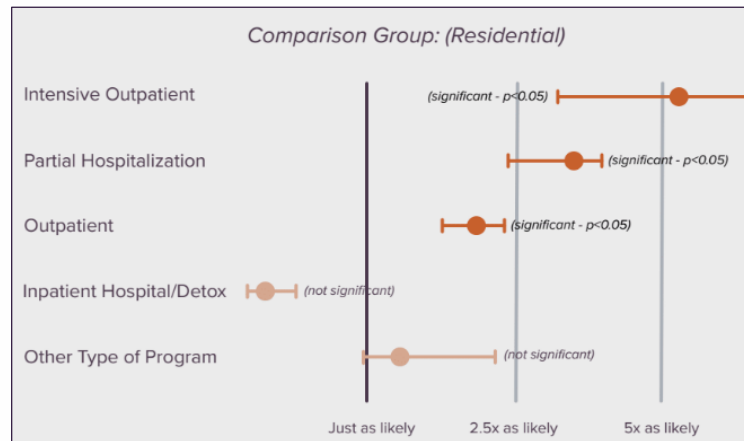 Comparison Group: (Residential)
Intensive Outpatient
(significant - p<0.05)
Partial Hospitalization
(significant - p<0.05)
Outpatient
(significant - p<0.05)
Inpatient Hospital/Detox
(not significant)
Other Type of Program
(not significant)
Just as likely
2.5x as likely
5x as likely